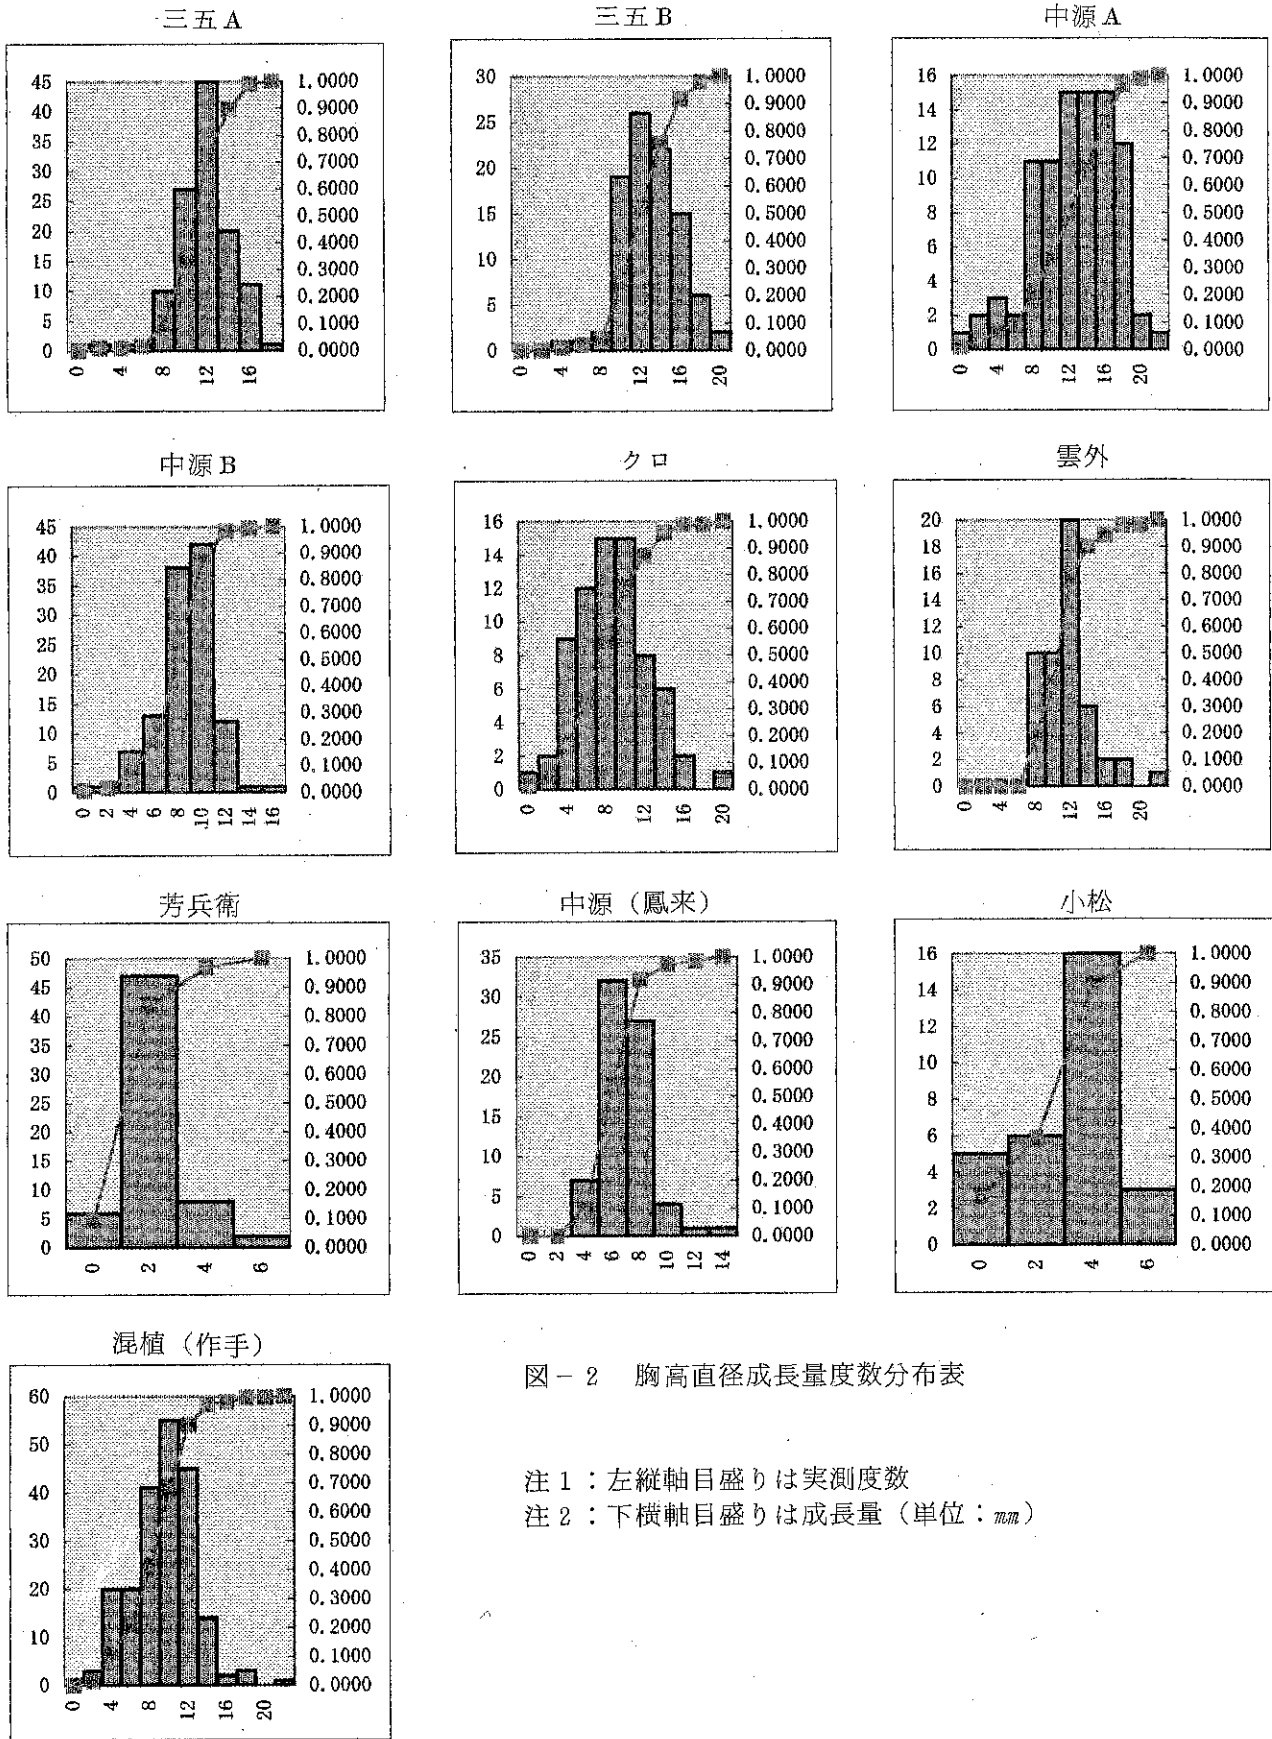 三五A
45 40 35 30 25 20 15 10 5 0
1.0000 0.9000 0.8000 0.7000 0.6000 0.5000 0.4000 0.3000 0.2000 0.1000 0.0000
0 4 8 12 16
三五B
30 25 20 15 10 5 0
1.0000 0.9000 0.8000 0.7000 0.6000 0.5000 0.4000 0.3000 0.2000 0.1000 0.0000
0 4 8 12 16 20
中源A
16 14 12 10 8 6 4 2 0
1.0000 0.9000 0.8000 0.7000 0.6000 0.5000 0.4000 0.3000 0.2000 0.1000 0.0000
0 4 8 12 16 20
中源B
45 40 35 30 25 20 15 10 5 0
1.0000 0.9000 0.8000 0.7000 0.6000 0.5000 0.4000 0.3000 0.2000 0.1000 0.0000
0 2 4 6 8 10 12 14 16
クロ
16 14 12 10 8 6 4 2 0
1.0000 0.9000 0.8000 0.7000 0.6000 0.5000 0.4000 0.3000 0.2000 0.1000 0.0000
0 4 8 12 16 20
雲外
20 18 16 14 12 10 8 6 4 2 0
1.0000 0.9000 0.8000 0.7000 0.6000 0.5000 0.4000 0.3000 0.2000 0.1000 0.0000
0 4 8 12 16 20
芳兵衛
50 45 40 35 30 25 20 15 10 5 0
1.0000 0.9000 0.8000 0.7000 0.6000 0.5000 0.4000 0.3000 0.2000 0.1000 0.0000
0 2 4 6
中源（鳳来）
35 30 25 20 15 10 5 0
1.0000 0.9000 0.8000 0.7000 0.6000 0.5000 0.4000 0.3000 0.2000 0.1000 0.0000
0 2 4 6 8 10 12 14
小松
16 14 12 10 8 6 4 2 0
1.0000 0.9000 0.8000 0.7000 0.6000 0.5000 0.4000 0.3000 0.2000 0.1000 0.0000
0 2 4 6
混植（作手）
60 50 40 30 20 10 0
1.0000 0.9000 0.8000 0.7000 0.6000 0.5000 0.4000 0.3000 0.2000 0.1000 0.0000
0 4 8 12 16 20
図－2　胸高直径成長量度数分布表
注1：左縦軸目盛りは実測度数
注2：下横軸目盛りは成長量（単位：㎜）